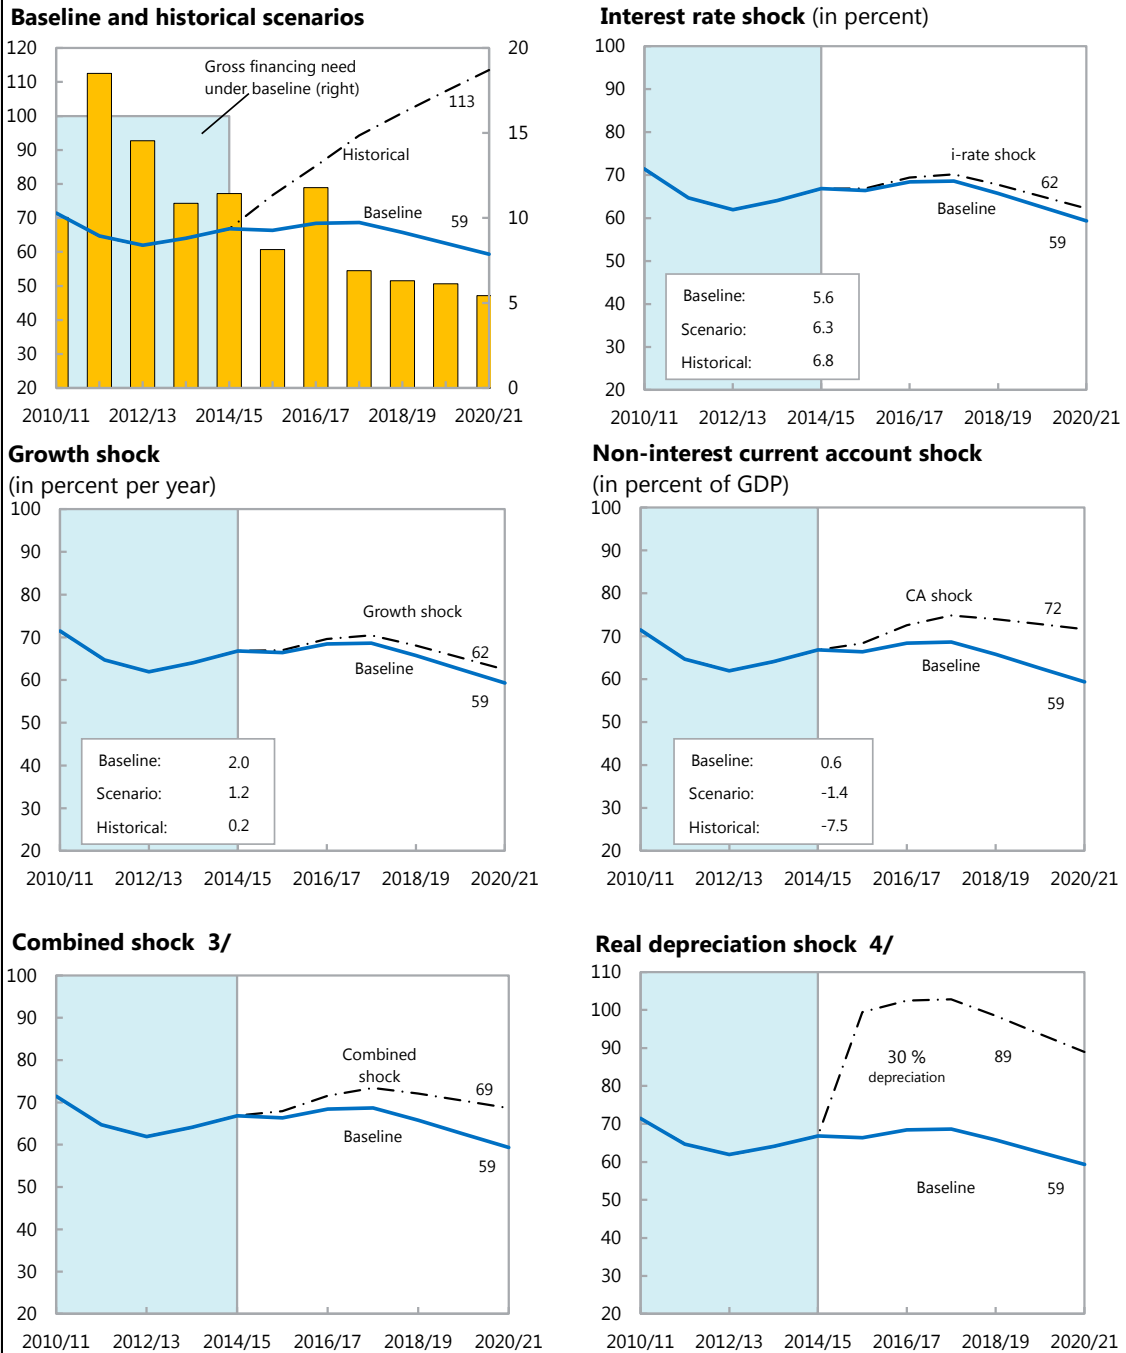 Baseline and historical scenarios
120
110
100
90
80
70
60
50
40
30
20
20
15
10
5
0
Gross financing need
under baseline (right)
113
Historical
Baseline
59
2010/11 2012/13 2014/15 2016/17 2018/19 2020/21
Interest rate shock (in percent)
100
90
80
70
60
50
40
30
20
i-rate shock
62
Baseline
59
Baseline: 5.6
Scenario: 6.3
Historical: 6.8
2010/11 2012/13 2014/15 2016/17 2018/19 2020/21
Growth shock
(in percent per year)
100
90
80
70
60
50
40
30
20
Growth shock
62
Baseline
59
Baseline: 2.0
Scenario: 1.2
Historical: 0.2
2010/11 2012/13 2014/15 2016/17 2018/19 2020/21
Non-interest current account shock
(in percent of GDP)
100
90
80
70
60
50
40
30
20
CA shock
72
Baseline
59
Baseline: 0.6
Scenario: -1.4
Historical: -7.5
2010/11 2012/13 2014/15 2016/17 2018/19 2020/21
Combined shock 3/
100
90
80
70
60
50
40
30
20
Combined
shock
69
Baseline
59
2010/11 2012/13 2014/15 2016/17 2018/19 2020/21
Real depreciation shock 4/
110
100
90
80
70
60
50
40
30
20
30 %
depreciation
89
Baseline
59
2010/11 2012/13 2014/15 2016/17 2018/19 2020/21